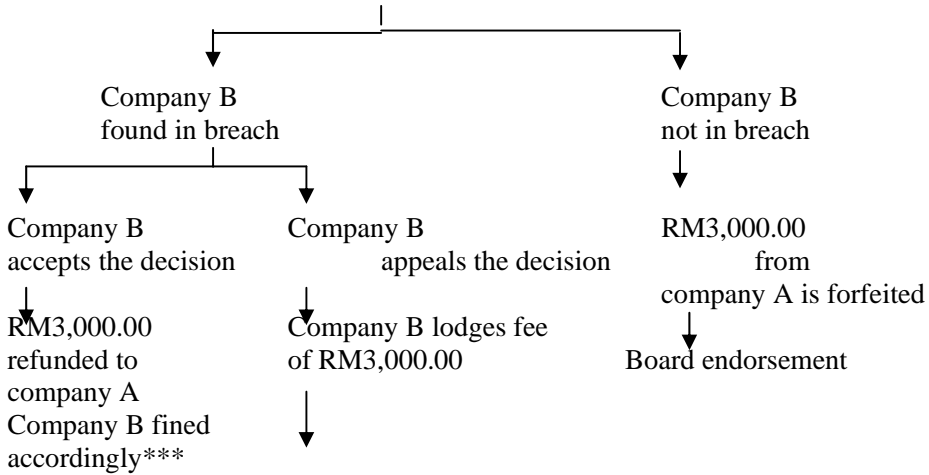 Company B
found in breach
Company B
not in breach
Company B
accepts the decision
Company B
appeals the decision
RM3,000.00
from
company A is forfeited
RM3,000.00
refunded to
company A
Company B fined
accordingly***
Company B lodges fee
of RM3,000.00
Board endorsement